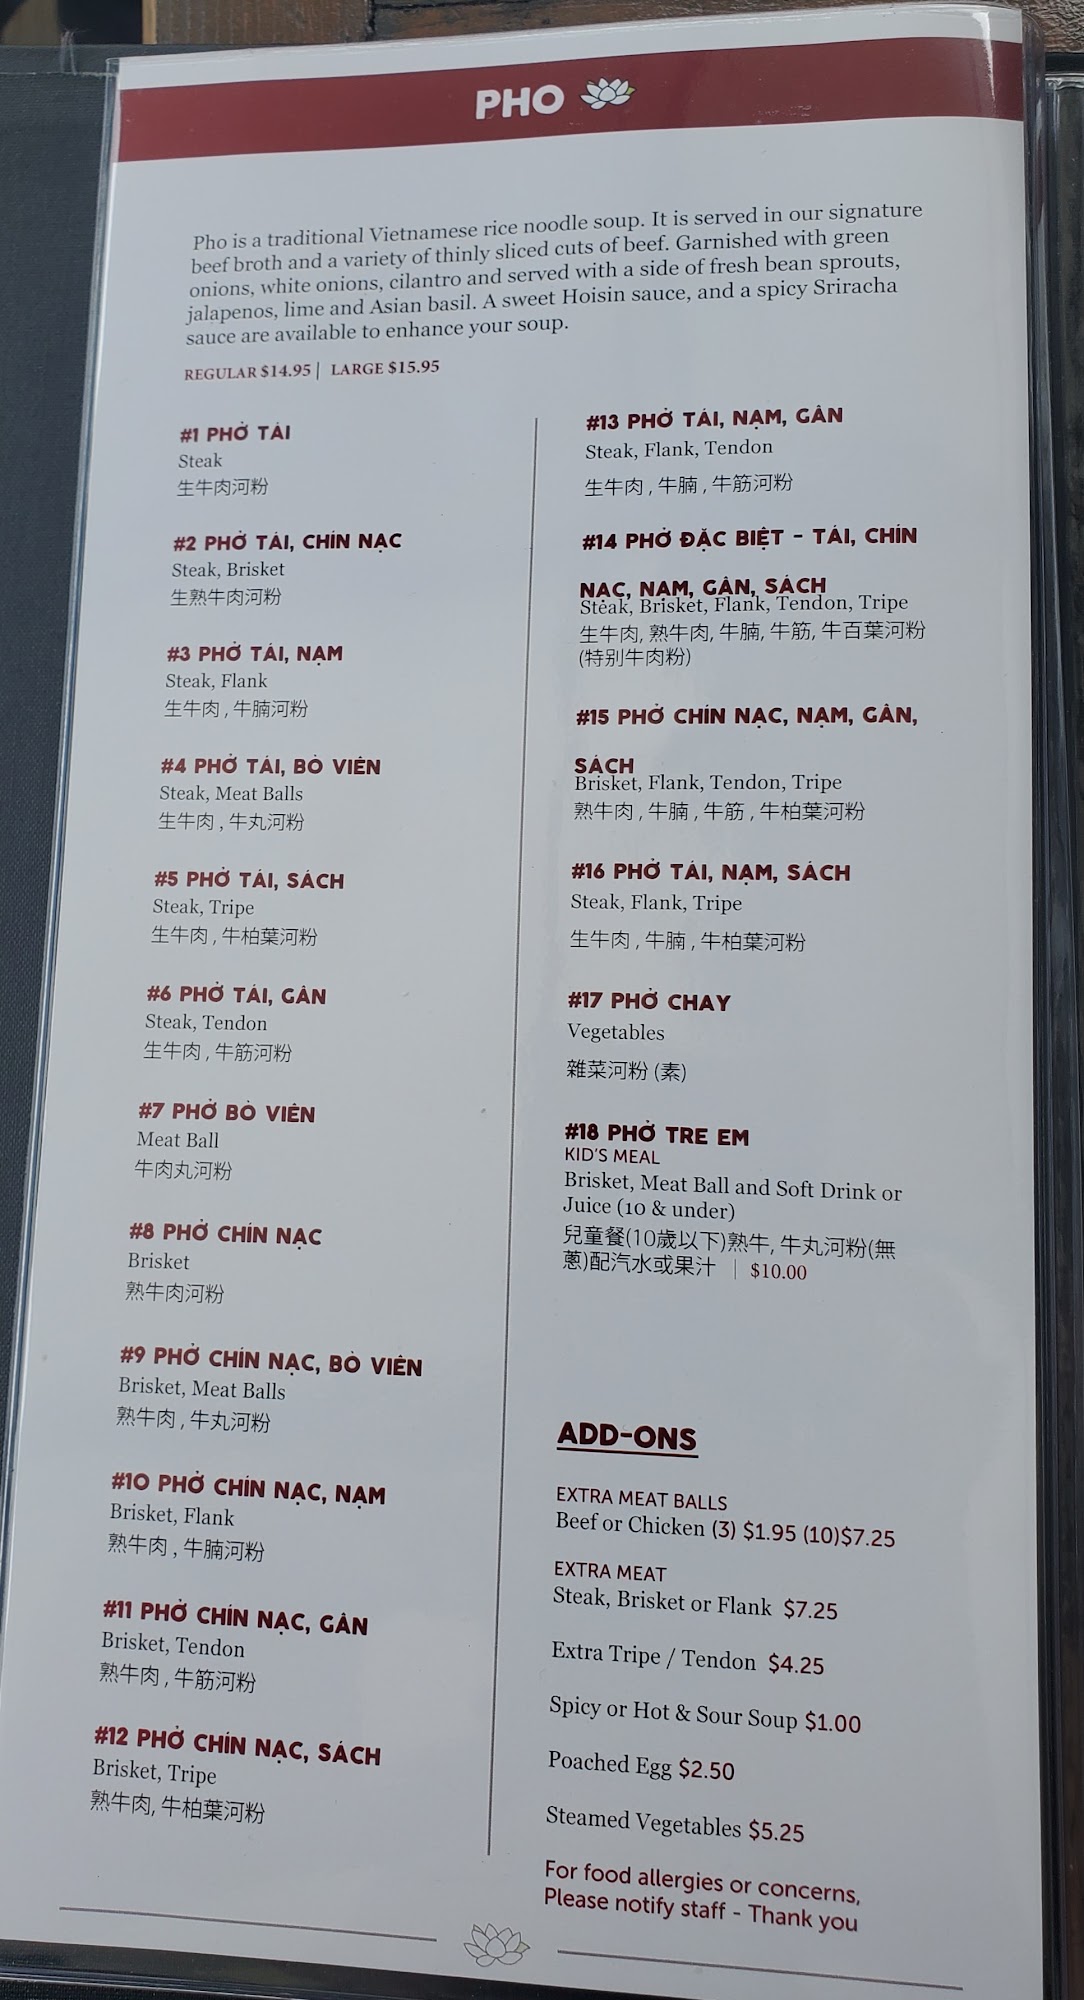 PHO
Pho is a traditional Vietnamese rice noodle soup. It is served in our signature
beef broth and a variety of thinly sliced cuts of beef. Garnished with green
onions, white onions, cilantro and served with a side of fresh bean sprouts,
jalapenos, lime and Asian basil. A sweet Hoisin sauce, and a spicy Sriracha
sauce are available to enhance your soup.
REGULAR $14.95 | LARGE $15.95
#1 PHỞ TÁI
Steak
生牛肉河粉
#2 PHỞ TÁI, CHÍN NẠC
Steak, Brisket
生熟牛肉河粉
#3 PHỞ TÁI, NẠM
Steak, Flank
生牛肉 , 牛腩河粉
#4 PHỞ TÁI, BÒ VIÊN
Steak, Meat Balls
生牛肉 , 牛丸河粉
#5 PHỞ TÁI, SÁCH
Steak, Tripe
生牛肉 , 牛柏葉河粉
#6 PHỞ TÁI, GÂN
Steak, Tendon
生牛肉 , 牛筋河粉
#7 PHỞ BÒ VIÊN
Meat Ball
牛肉丸河粉
#8 PHỞ CHÍN NẠC
Brisket
熟牛肉河粉
#9 PHỞ CHÍN NẠC, BÒ VIÊN
Brisket, Meat Balls
熟牛肉 , 牛丸河粉
#10 PHỞ CHÍN NẠC, NẠM
Brisket, Flank
熟牛肉 , 牛腩河粉
#11 PHỞ CHÍN NẠC, GÂN
Brisket, Tendon
熟牛肉 , 牛筋河粉
#12 PHỞ CHÍN NẠC, SÁCH
Brisket, Tripe
熟牛肉, 牛柏葉河粉
#13 PHỞ TÁI, NẠM, GÂN
Steak, Flank, Tendon
生牛肉 , 牛腩 , 牛筋河粉
#14 PHỞ ĐẶC BIỆT - TÁI, CHÍN
NẠC, NẠM, GÂN, SÁCH
Steak, Brisket, Flank, Tendon, Tripe
生牛肉, 熟牛肉, 牛腩, 牛筋, 牛百葉河粉
(特别牛肉粉)
#15 PHỞ CHÍN NẠC, NẠM, GÂN,
SÁCH
Brisket, Flank, Tendon, Tripe
熟牛肉 , 牛腩 , 牛筋 , 牛柏葉河粉
#16 PHỞ TÁI, NẠM, SÁCH
Steak, Flank, Tripe
生牛肉 , 牛腩 , 牛柏葉河粉
#17 PHỞ CHAY
Vegetables
雜菜河粉 (素)
#18 PHỞ TRE EM
KID'S MEAL
Brisket, Meat Ball and Soft Drink or
Juice (10 & under)
兒童餐(10歲以下)熟牛, 牛丸河粉(無
蔥)配汽水或果汁 | $10.00
ADD-ONS
EXTRA MEAT BALLS
Beef or Chicken (3) $1.95 (10)$7.25
EXTRA MEAT
Steak, Brisket or Flank $7.25
Extra Tripe / Tendon $4.25
Spicy or Hot & Sour Soup $1.00
Poached Egg $2.50
Steamed Vegetables $5.25
For food allergies or concerns,
Please notify staff - Thank you